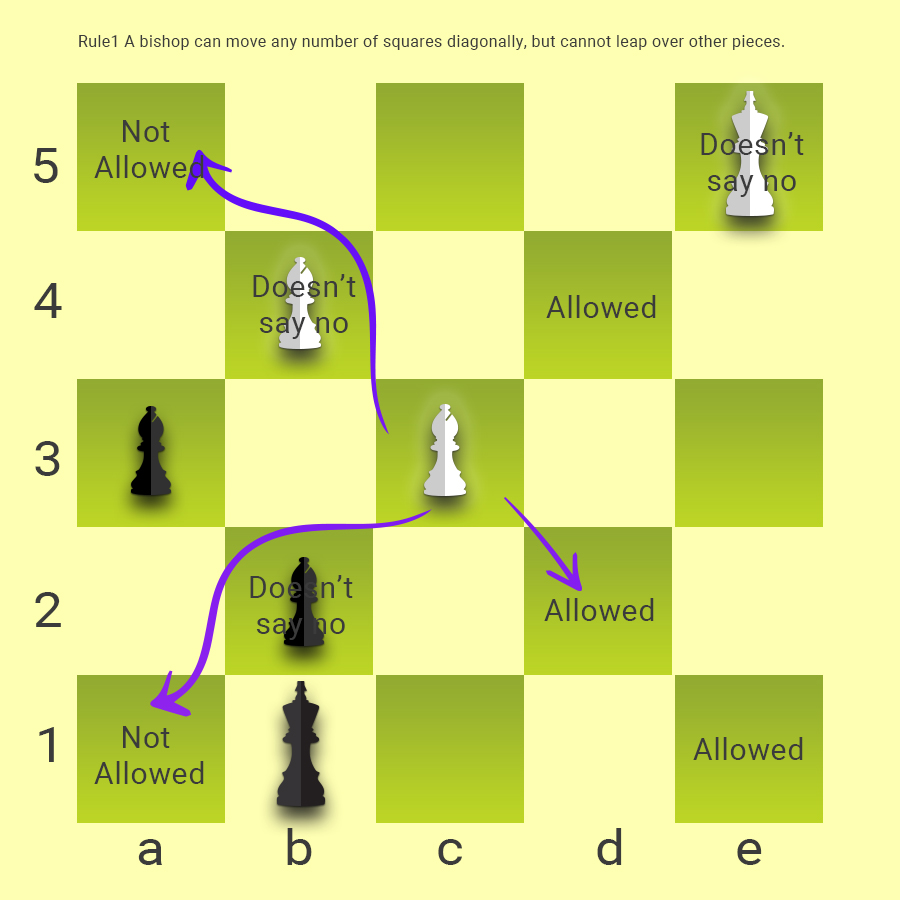 Rule1 A bishop can move any number of squares diagonally, but cannot leap over other pieces.
5
Not
Allowed
Doesn't
say no
4
Doesn't
say no
Allowed
3
2
Doesn't
say no
Allowed
1
Not
Allowed
Allowed
a b c d e